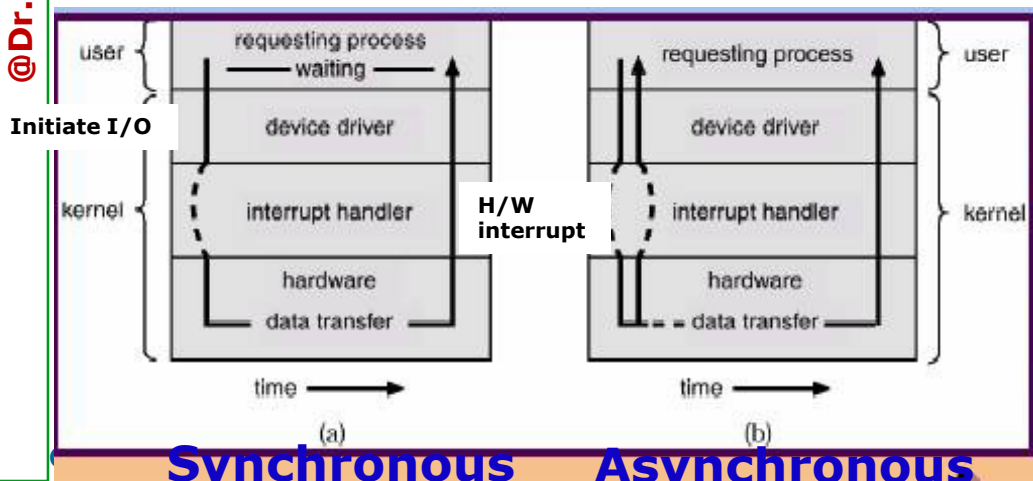 @Dr.
user
requesting process
waiting
Initiate I/O
device driver
kernel
interrupt handler
hardware
data transfer
time
(a)
Synchronous
H/W
interrupt
requesting process
user
device driver
interrupt handler
kernel
hardware
data transfer
time
(b)
Asynchronous